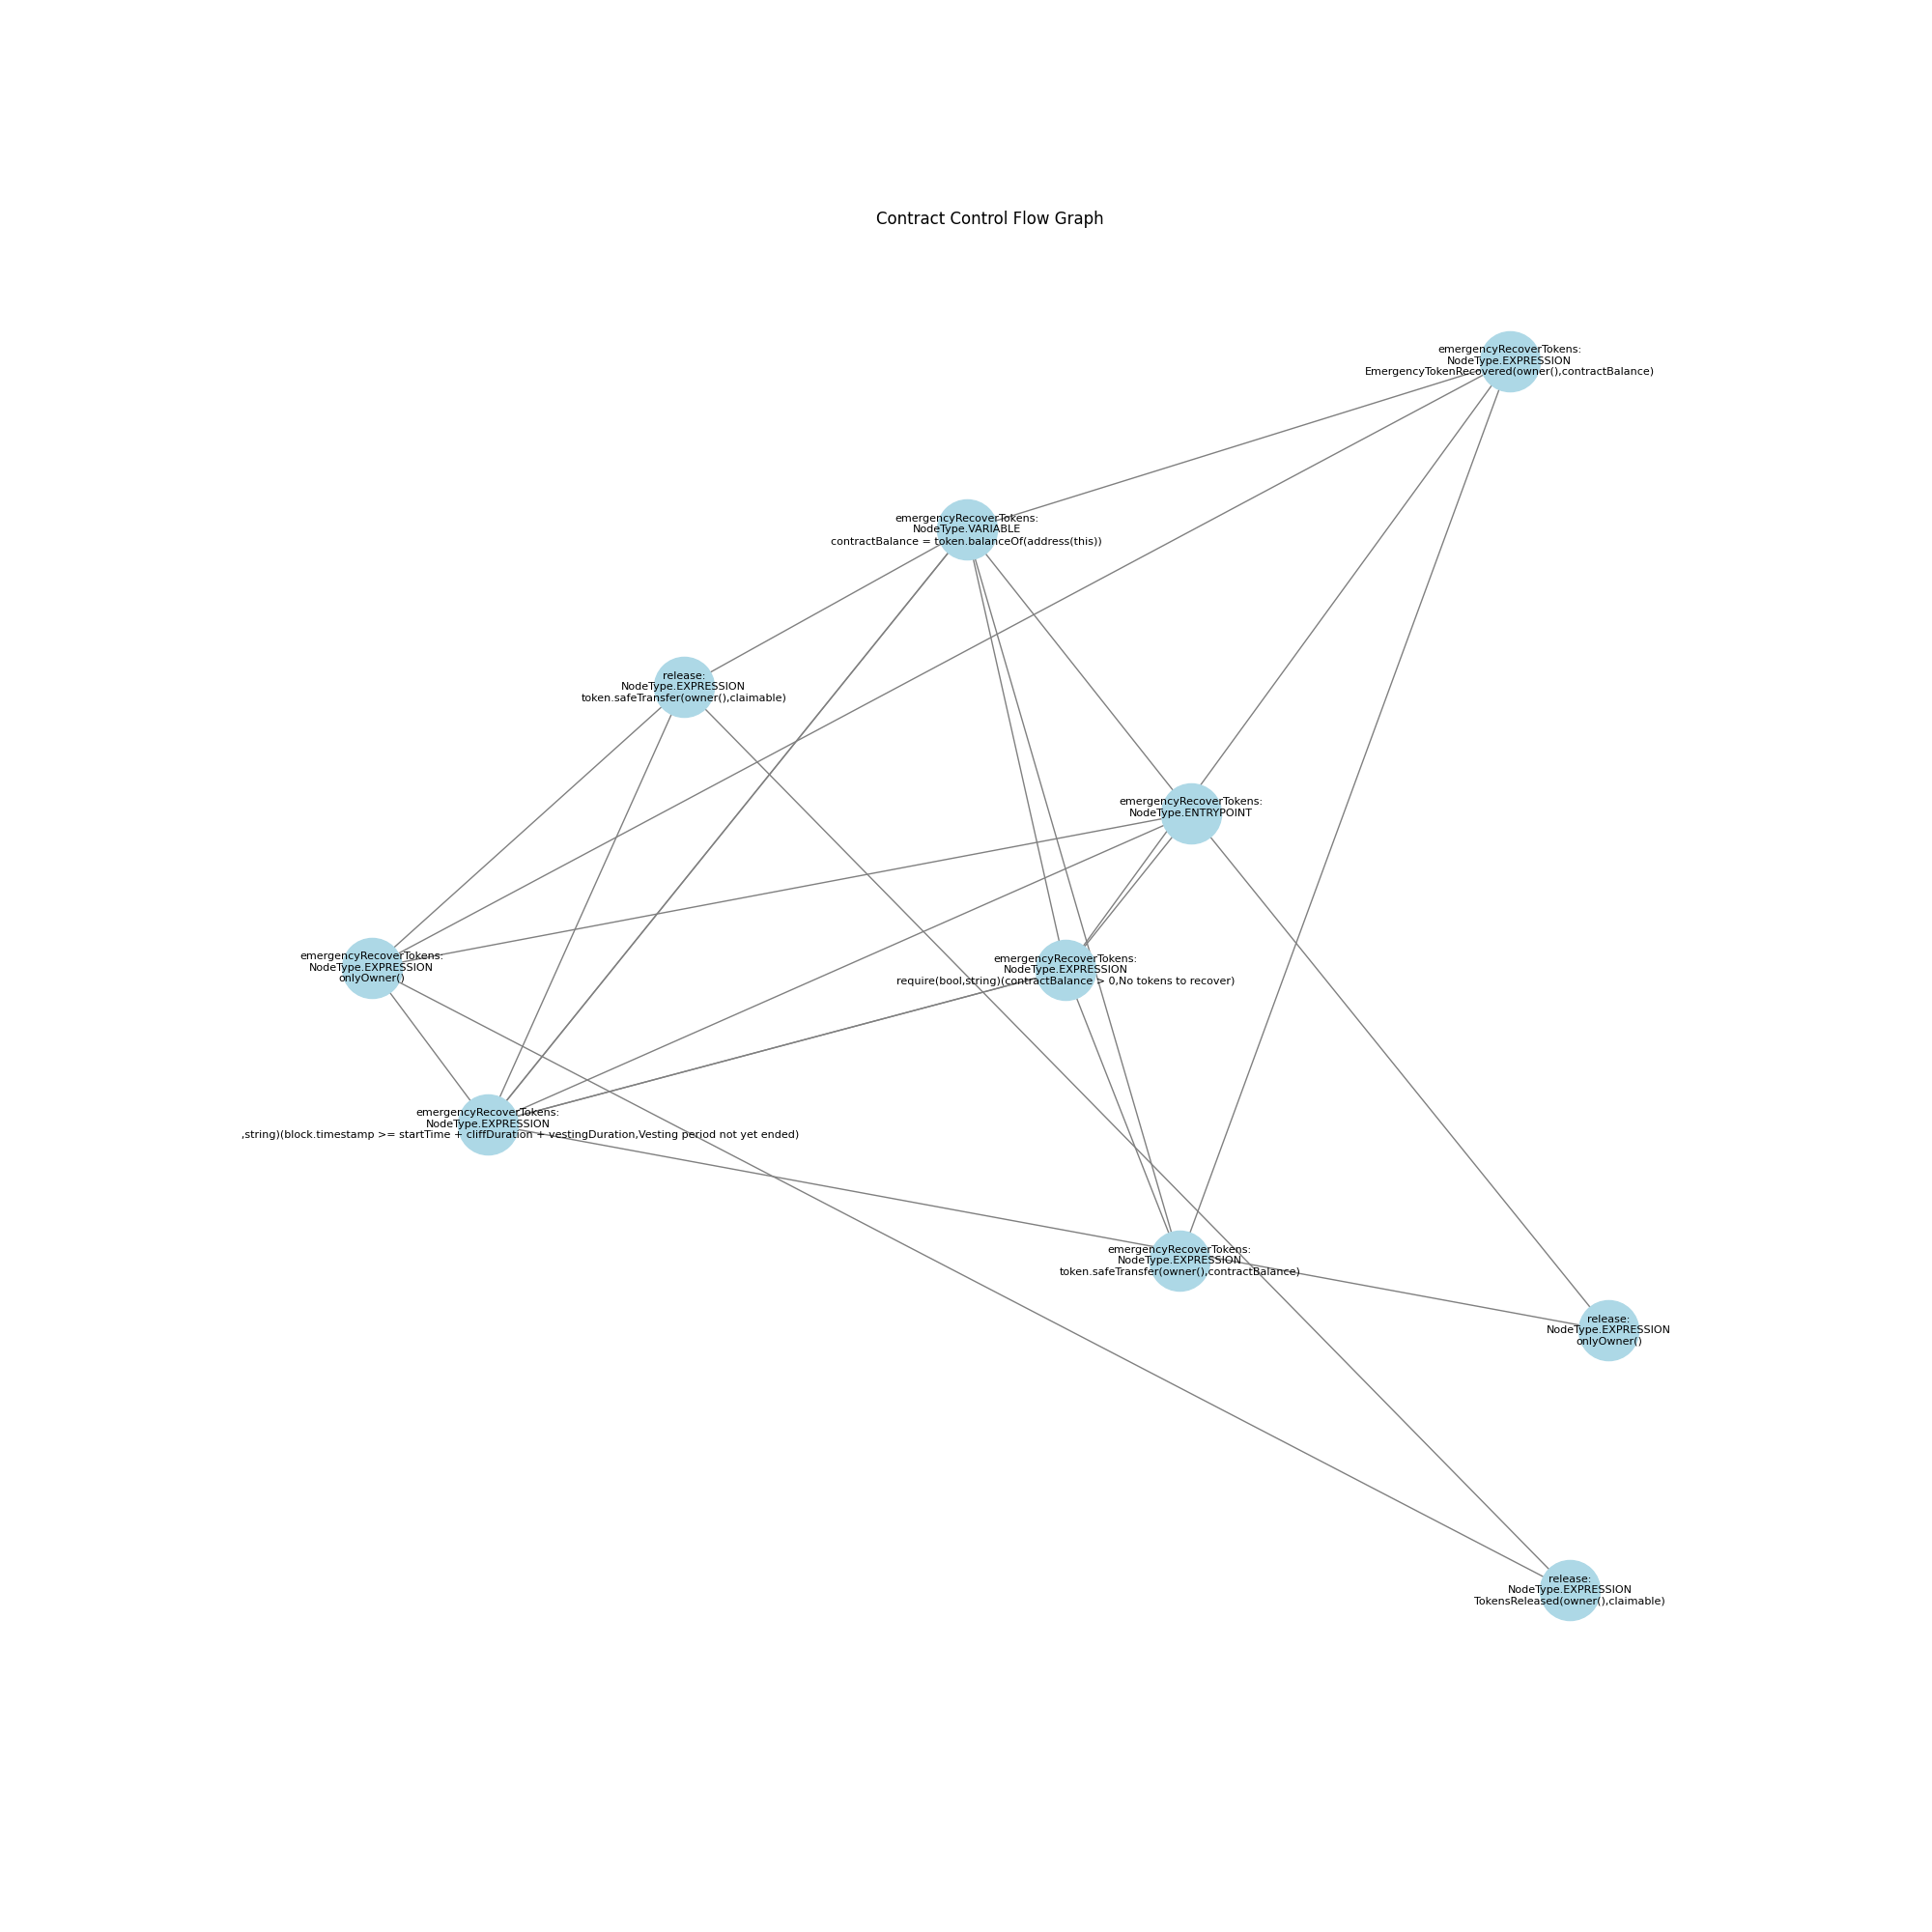 Contract Control Flow Graph
emergencyRecoverTokens:
NodeType.EXPRESSION
EmergencyTokenRecovered(owner(),contractBalance)
emergencyRecoverTokens:
NodeType.VARIABLE
contractBalance = token.balanceOf(address(this))
release:
NodeType.EXPRESSION
token.safeTransfer(owner(),claimable)
emergencyRecoverTokens:
NodeType.ENTRYPOINT
emergencyRecoverTokens:
NodeType.EXPRESSION
onlyOwner()
emergencyRecoverTokens:
NodeType.EXPRESSION
require(bool,string)(contractBalance > 0,No tokens to recover)
emergencyRecoverTokens:
NodeType.EXPRESSION
,string)(block.timestamp >= startTime + cliffDuration + vestingDuration,Vesting period not yet ended)
emergencyRecoverTokens:
NodeType.EXPRESSION
token.safeTransfer(owner(),contractBalance)
release:
NodeType.EXPRESSION
onlyOwner()
release:
NodeType.EXPRESSION
TokensReleased(owner(),claimable)